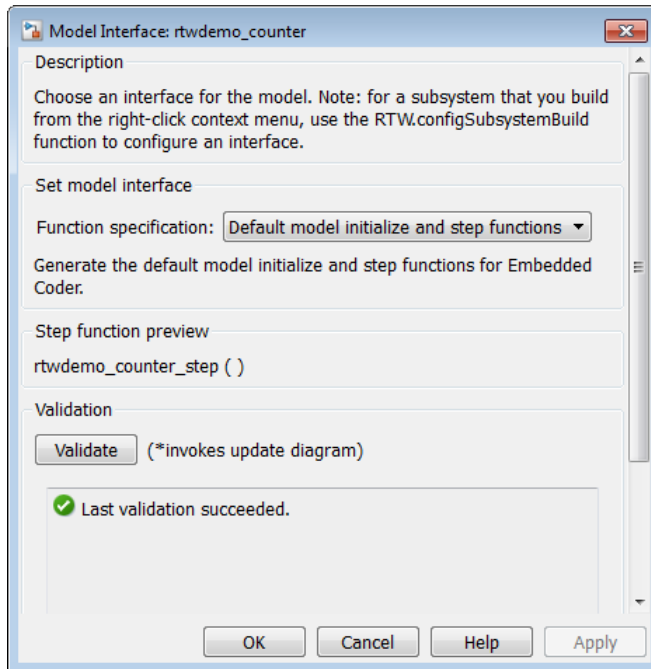 Model Interface: rtwdemo_counter
Description
Choose an interface for the model. Note: for a subsystem that you build
from the right-click context menu, use the RTW.configSubsystemBuild
function to configure an interface.
Set model interface
Function specification: Default model initialize and step functions
Generate the default model initialize and step functions for Embedded
Coder.
Step function preview
rtwdemo_counter_step ( )
Validation
Validate (*invokes update diagram)
Last validation succeeded.
OK Cancel Help Apply